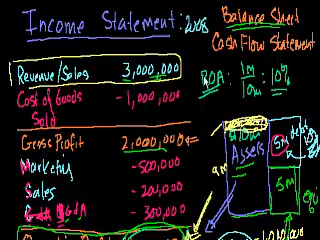 Income Statement : 2008
Balance Sheet
Cash Flow Statement
Revenue/Sales 3,000,000
ROA: 1m/10m : 10%
Cost of Goods Sold - 1,000,000
Gross Profit 2,000,000
Marketing -500,000
Sales -200,000
G&A -300,000
Assets
5m debt
5m